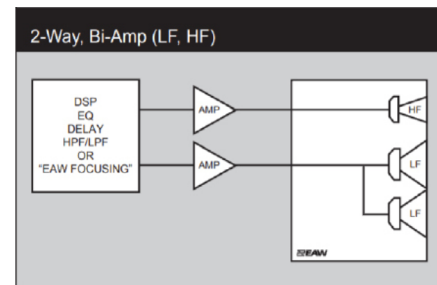 2-Way, Bi-Amp (LF, HF)
DSP
EQ
DELAY
HPF/LPF
OR
"EAW FOCUSING"
AMP
HF
AMP
LF
LF
EAW